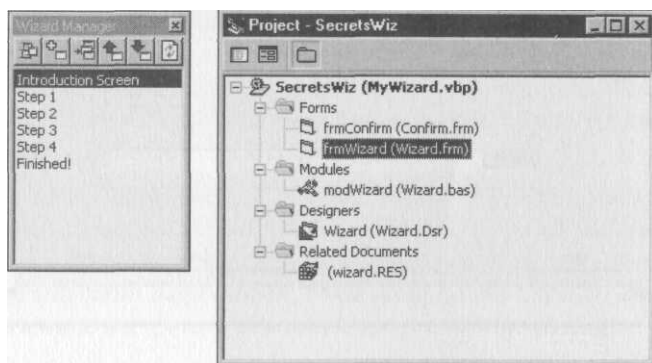 Wizard Manager
Introduction Screen
Step 1
Step 2
Step 3
Step 4
Finished!
Project - SecretsWiz
SecretsWiz (MyWizard.vbp)
Forms
frmConfirm (Confirm.frm)
frmWizard (Wizard.frm)
Modules
modWizard (Wizard.bas)
Designers
Wizard (Wizard.Dsr)
Related Documents
(wizard.RES)